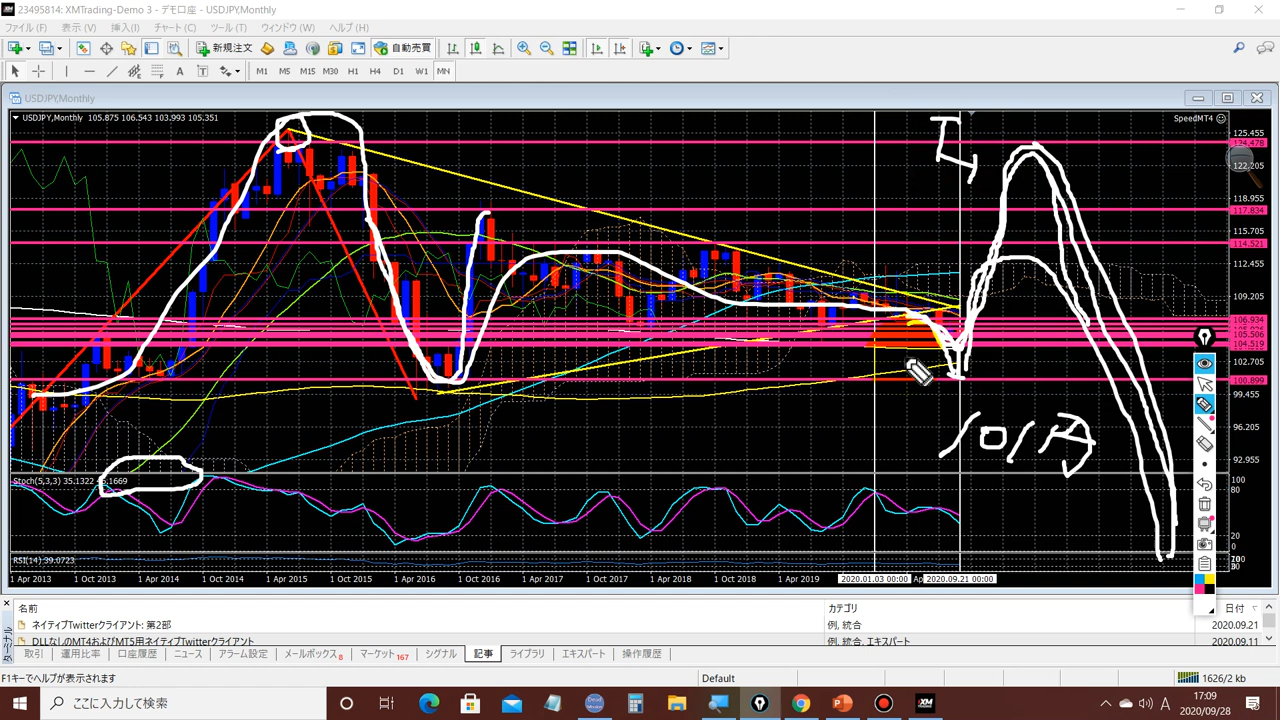 23495814: XMTrading-Demo 3 - デモ口座 - USDJPY,Monthly
ファイル (F) 表示 (V) 挿入(I) チャート (C) ツール (T) ウィンドウ (W) ヘルプ (H)
新規注文 自動売買
A T M1 M5 M15 M30 H1 H4 D1 W1 MN
USDJPY,Monthly
USDJPY,Monthly 105.875 106.543 103.993 105.351
SpeedMT4
125.455
124.478
122.205
118.955
117.834
115.705
114.521
112.455
109.205
106.934
105.506
104.519
102.705
100.899
99.455
96.205
92.955
10/
Stoch(5,3,3) 35.1322 .1669
100
80
20
0
RSI(14) 39.0723
1 Apr 2013 1 Oct 2013 1 Apr 2014 1 Oct 2014 1 Apr 2015 1 Oct 2015 1 Apr 2016 1 Oct 2016 1 Apr 2017 1 Oct 2017 1 Apr 2018 1 Oct 2018 1 Apr 2019 2020.01.03 00:00 Ap 2020.09.21 00:00
名前 カテゴリ 日付
ネイティブTwitterクライアント: 第2部 例, 統合 2020.09.21
DLLなしのMT4およびMT5用ネイティブTwitterクライアント 例, 統合, エキスパート 2020.09.11
取引 運用比率 口座履歴 ニュース アラーム設定 メールボックス 8 マーケット 167 シグナル 記事 ライブラリ エキスパート 操作履歴
F1キーでヘルプが表示されます Default 1626/2 kb
ここに入力して検索
A 17:09
2020/09/28